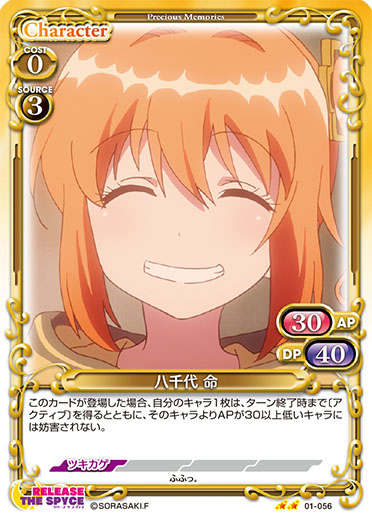 Precious Memories
Character
COST
0
SOURCE
3
30 AP
DP 40
八千代 命
このカードが登場した場合、自分のキャラ1枚は、ターン終了時まで〔ア
クティブ〕を得るとともに、そのキャラよりAPが30以上低いキャラに
は妨害されない。
ツキカゲ
ふふっ。
RELEASE
THE SPYCE
©SORASAKI.F
01-056